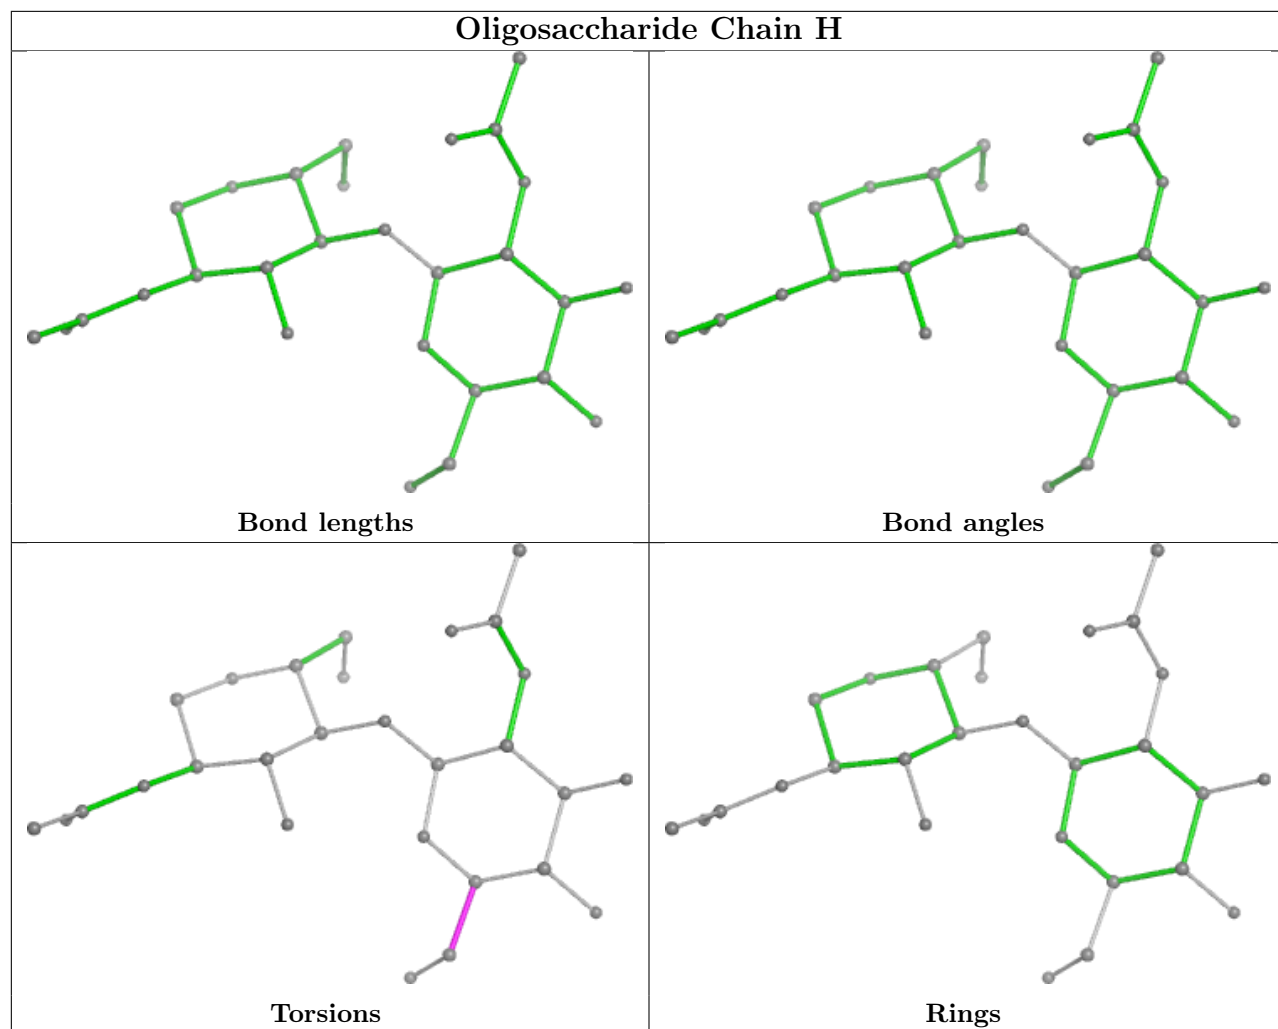 Oligosaccharide Chain H
Bond lengths
Bond angles
Torsions
Rings